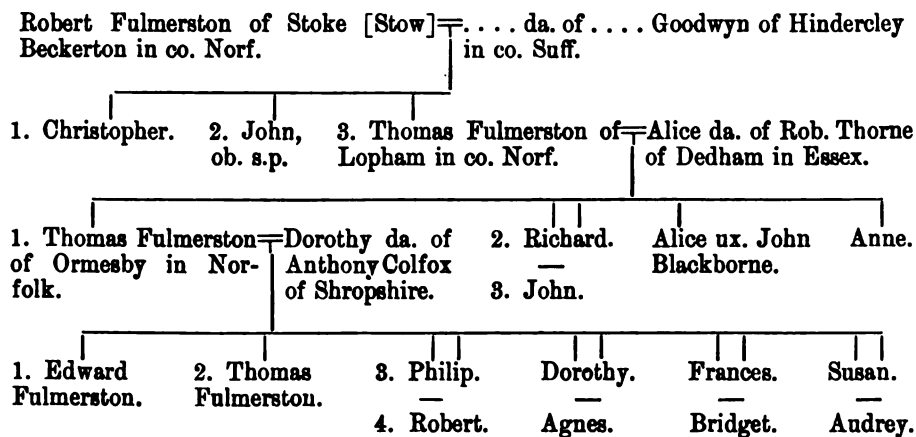 Robert Fulmerston of Stoke [Stow]=.... da. of .... Goodwyn of Hindercley
Beckerton in co. Norf. in co. Suff.
1. Christopher. 2. John, 3. Thomas Fulmerston of=Alice da. of Rob. Thorne
ob. s.p. Lopham in co. Norf. of Dedham in Essex.
1. Thomas Fulmerston=Dorothy da. of 2. Richard. Alice ux. John Anne.
of Ormesby in Nor- Anthony Colfox — Blackborne.
folk. of Shropshire. 3. John.
1. Edward 2. Thomas 3. Philip. Dorothy. Frances. Susan.
Fulmerston. Fulmerston. — — — —
4. Robert. Agnes. Bridget. Audrey.